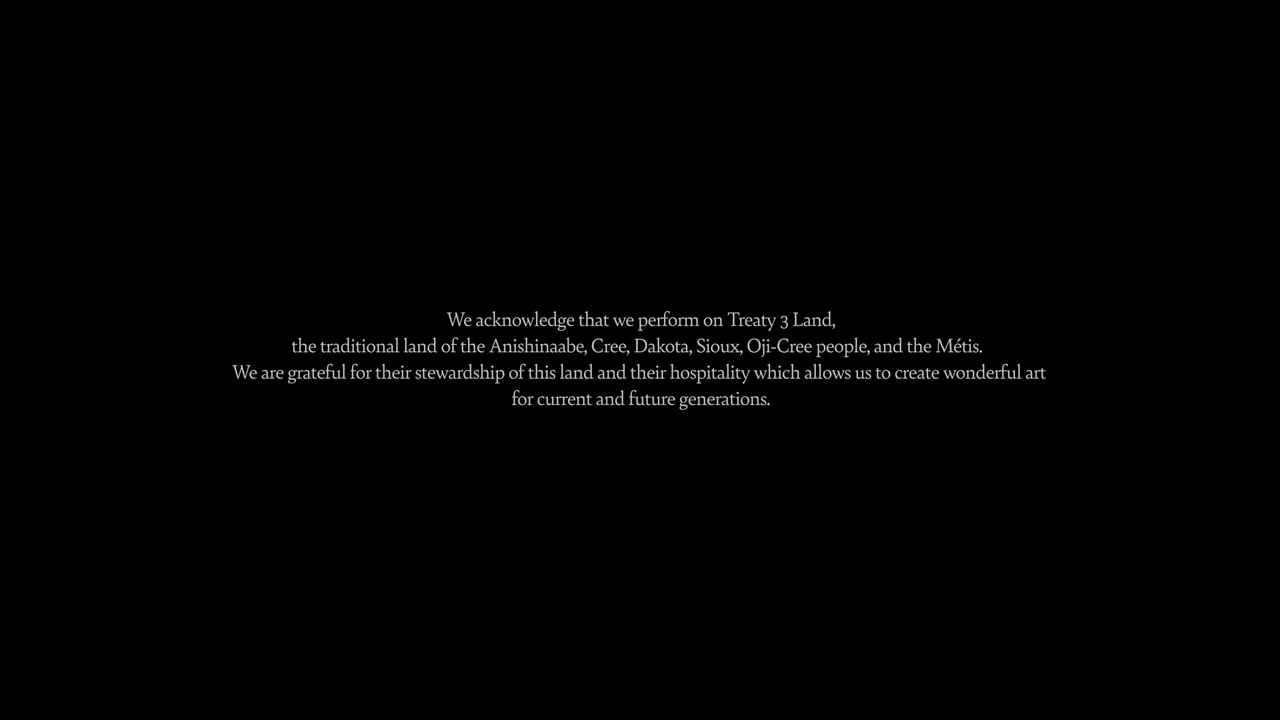 We acknowledge that we perform on Treaty 3 Land,
the traditional land of the Anishinaabe, Cree, Dakota, Sioux, Oji-Cree people, and the Métis.
We are grateful for their stewardship of this land and their hospitality which allows us to create wonderful art
for current and future generations.